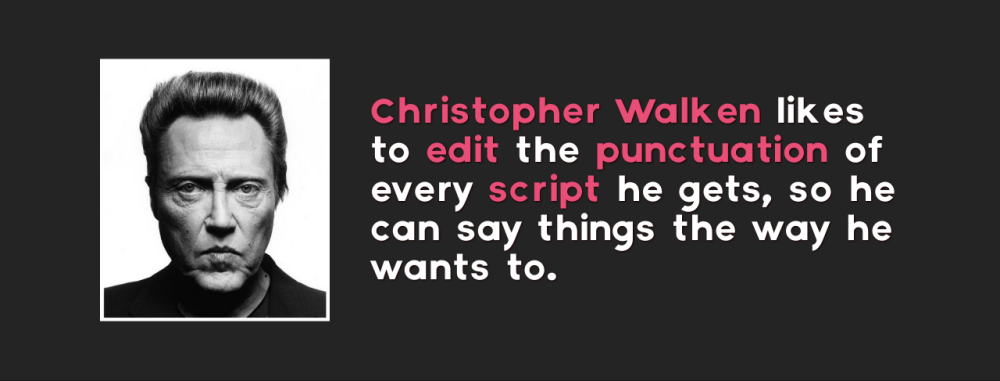 Christopher Walken likes
to edit the punctuation of
every script he gets, so he
can say things the way he
wants to.